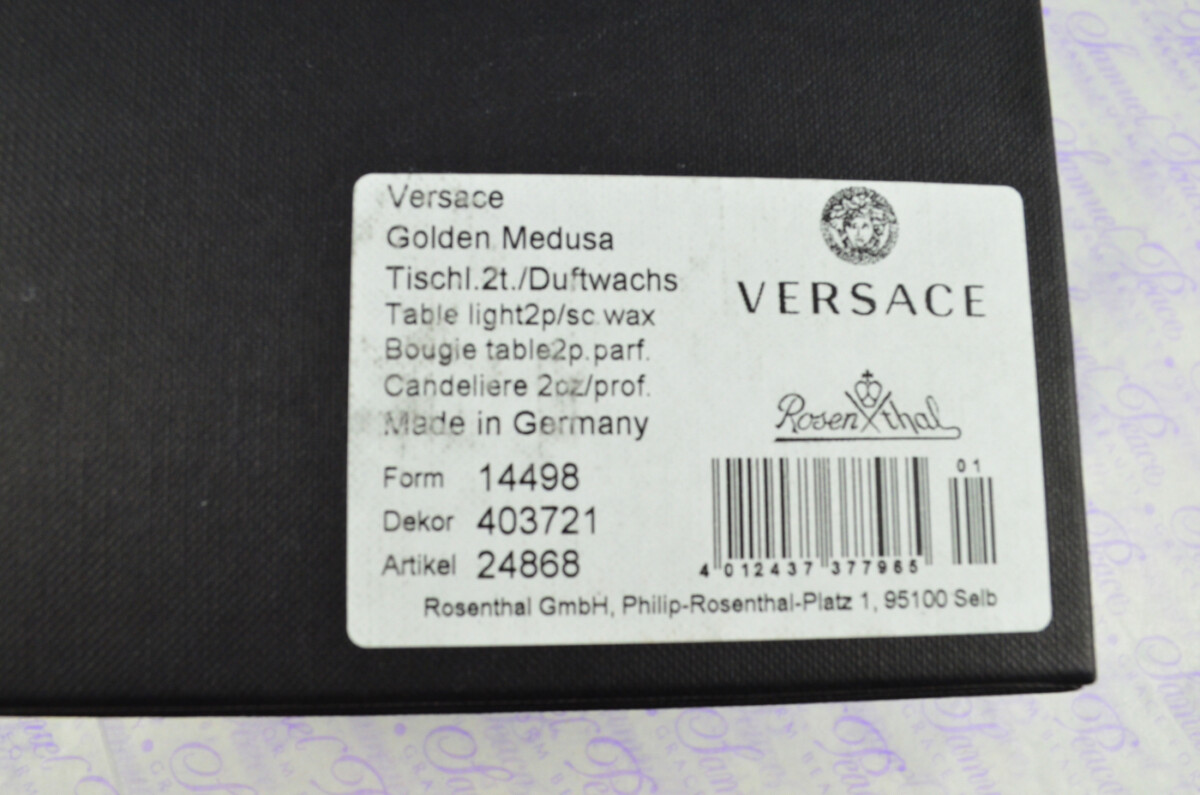 Versace
Golden Medusa
Tischl.2t./Duftwachs
Table light2p/sc.wax
Bougie table2p.parf.
Candeliere 2cz/prof.
Made in Germany
Form 14498
Dekor 403721
Artikel 24868
VERSACE
Rosenthal
01
4 012437 377965
Rosenthal GmbH, Philip-Rosenthal-Platz 1, 95100 Selb